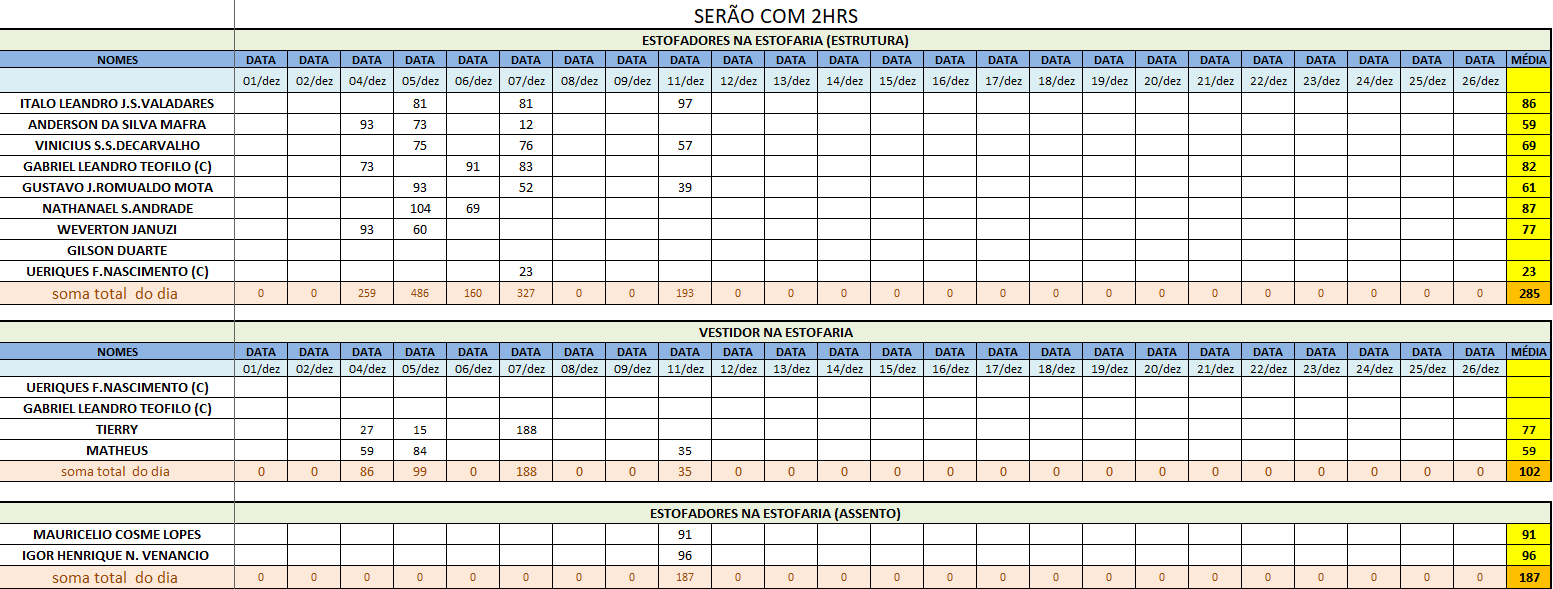 SERÃO COM 2HRS
ESTOFADORES NA ESTOFARIA (ESTRUTURA)
NOMES DATA DATA DATA DATA DATA DATA DATA DATA DATA DATA DATA DATA DATA DATA DATA DATA DATA DATA DATA DATA DATA DATA DATA DATA MÉDIA
01/dez 02/dez 04/dez 05/dez 06/dez 07/dez 08/dez 09/dez 11/dez 12/dez 13/dez 14/dez 15/dez 16/dez 17/dez 18/dez 19/dez 20/dez 21/dez 22/dez 23/dez 24/dez 25/dez 26/dez
ITALO LEANDRO J.S.VALADARES 81 81 97 86
ANDERSON DA SILVA MAFRA 93 73 12 59
VINICIUS S.S.DECARVALHO 75 76 57 69
GABRIEL LEANDRO TEOFILO (C) 73 91 83 82
GUSTAVO J.ROMUALDO MOTA 93 52 39 61
NATHANAEL S.ANDRADE 104 69 87
WEVERTON JANUZI 93 60 77
GILSON DUARTE
UERIQUES F.NASCIMENTO (C) 23 23
soma total do dia 0 0 259 486 160 327 0 0 193 0 0 0 0 0 0 0 0 0 0 0 0 0 0 0 285
VESTIDOR NA ESTOFARIA
NOMES DATA DATA DATA DATA DATA DATA DATA DATA DATA DATA DATA DATA DATA DATA DATA DATA DATA DATA DATA DATA DATA DATA DATA DATA MÉDIA
01/dez 02/dez 04/dez 05/dez 06/dez 07/dez 08/dez 09/dez 11/dez 12/dez 13/dez 14/dez 15/dez 16/dez 17/dez 18/dez 19/dez 20/dez 21/dez 22/dez 23/dez 24/dez 25/dez 26/dez
UERIQUES F.NASCIMENTO (C)
GABRIEL LEANDRO TEOFILO (C)
TIERRY 27 15 188 77
MATHEUS 59 84 35 59
soma total do dia 0 0 86 99 0 188 0 0 35 0 0 0 0 0 0 0 0 0 0 0 0 0 0 0 102
ESTOFADORES NA ESTOFARIA (ASSENTO)
MAURICELIO COSME LOPES 91 91
IGOR HENRIQUE N. VENANCIO 96 96
soma total do dia 0 0 0 0 0 0 0 0 187 0 0 0 0 0 0 0 0 0 0 0 0 0 0 0 187